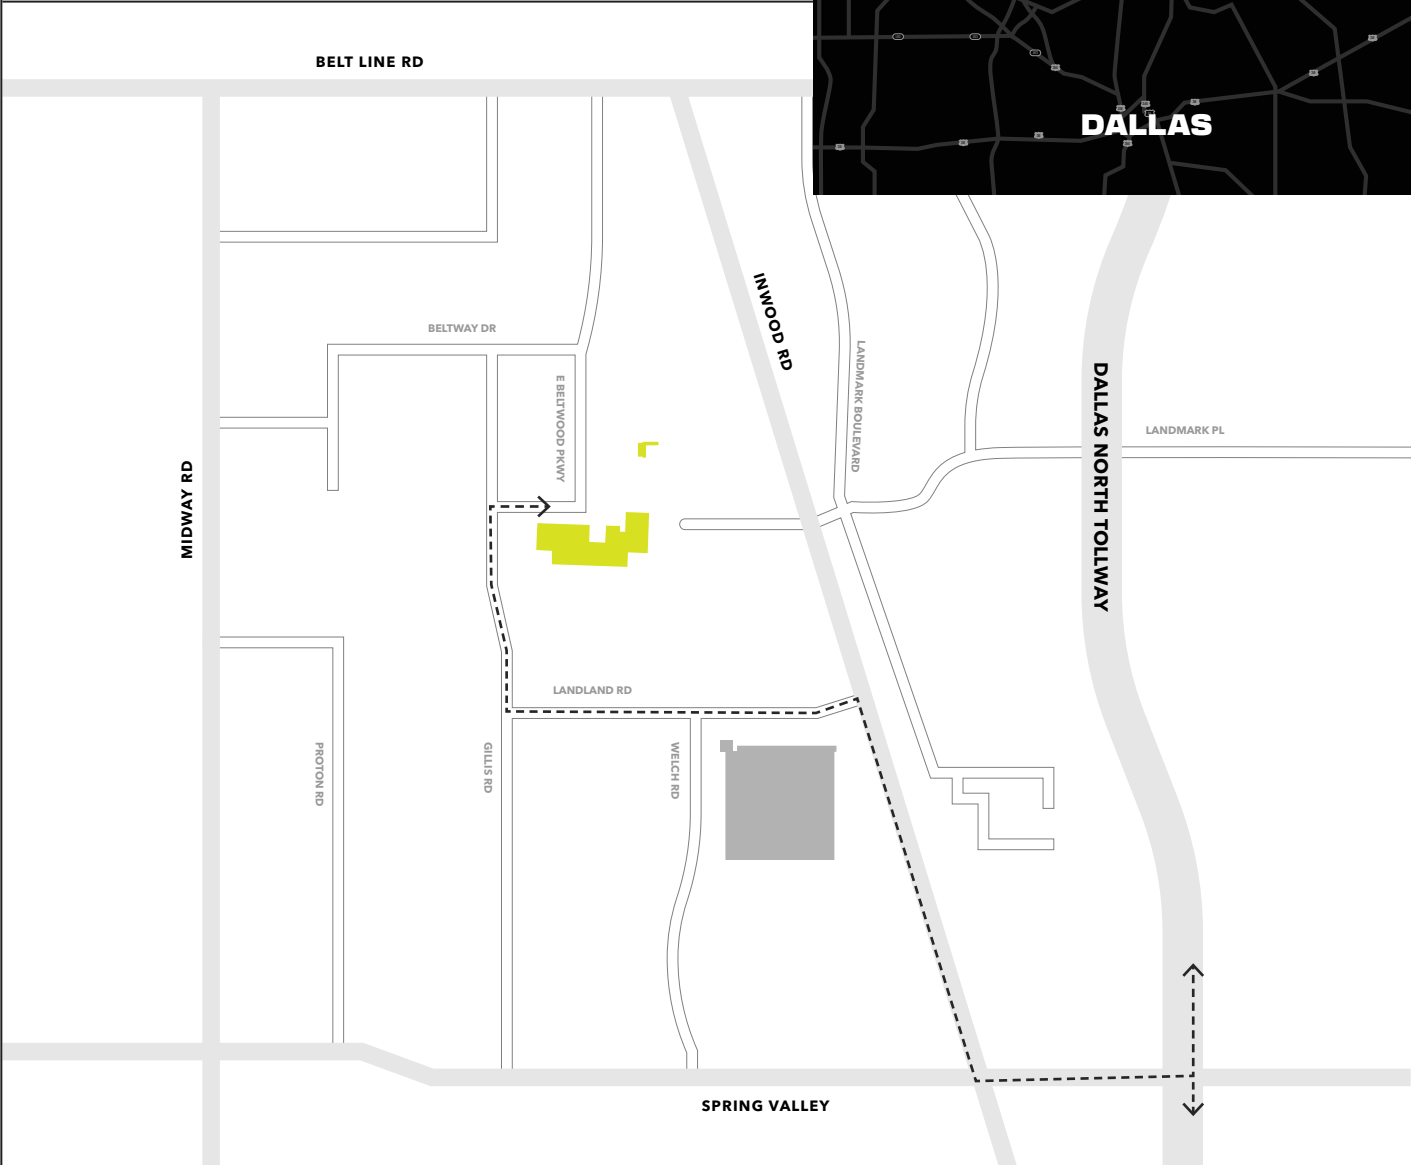 BELT LINE RD
DALLAS
INWOOD RD
BELTWAY DR
LANDMARK BOULEVARD
E BELTWOOD PKWY
DALLAS NORTH TOLLWAY
LANDMARK PL
MIDWAY RD
LANDLAND RD
PROTON RD
GILLIS RD
WELCH RD
SPRING VALLEY